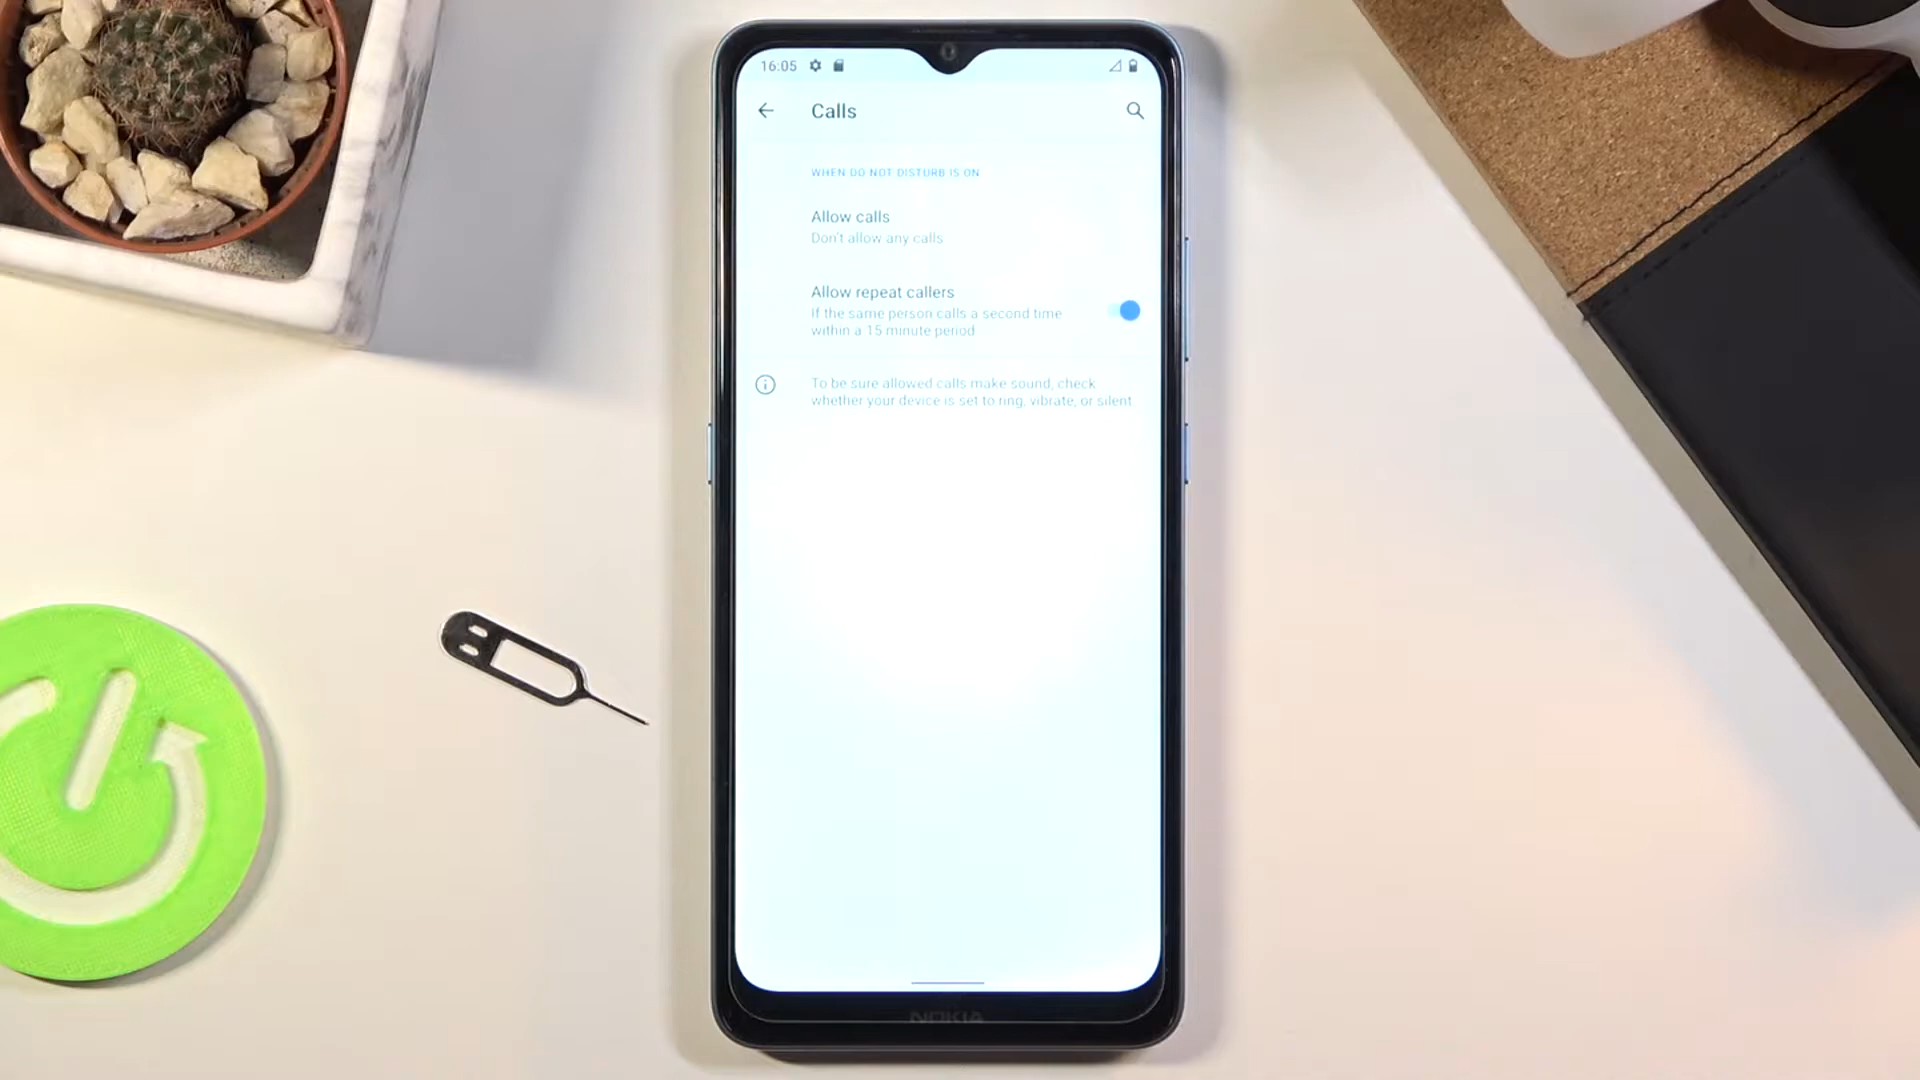 16:05
Calls
WHEN DO NOT DISTURB IS ON
Allow calls
Don't allow any calls
Allow repeat callers
If the same person calls a second time
within a 15 minute period
To be sure allowed calls make sound, check
whether your device is set to ring, vibrate, or silent
NOKIA